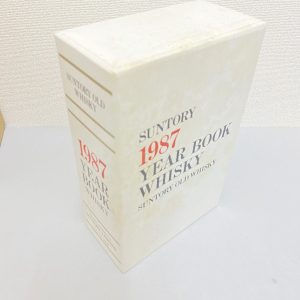 SUNTORY OLD
WHISKY
1987
YEAR
BOOK
WHISKY
SUNTORY
1987
YEAR BOOK
WHISKY
SUNTORY OLD WHISKY